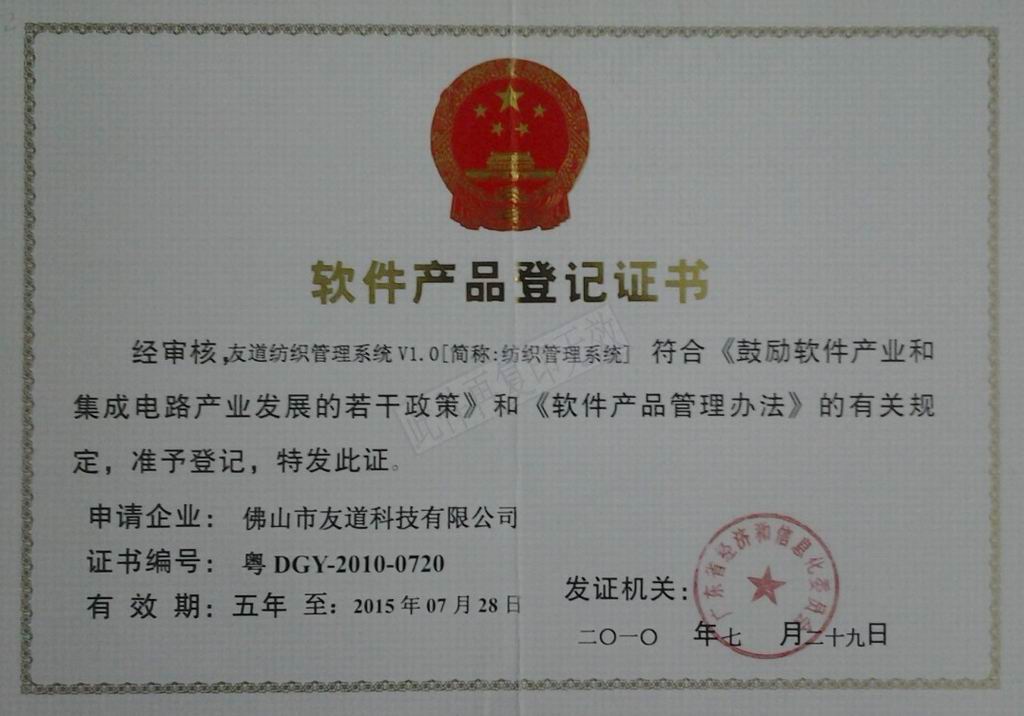 软件产品登记证书
经审核,友道纺织管理系统 V1.0[简称:纺织管理系统] 符合《鼓励软件产业和
集成电路产业发展的若干政策》和《软件产品管理办法》的有关规
定，准予登记，特发此证。
申请企业： 佛山市友道科技有限公司
证书编号： 粤 DGY-2010-0720
有 效 期：五年 至：2015 年 07 月 28 日
发证机关：
广东省经济和信息化委员会
二〇一〇 年七 月二十九日
此件再复印无效